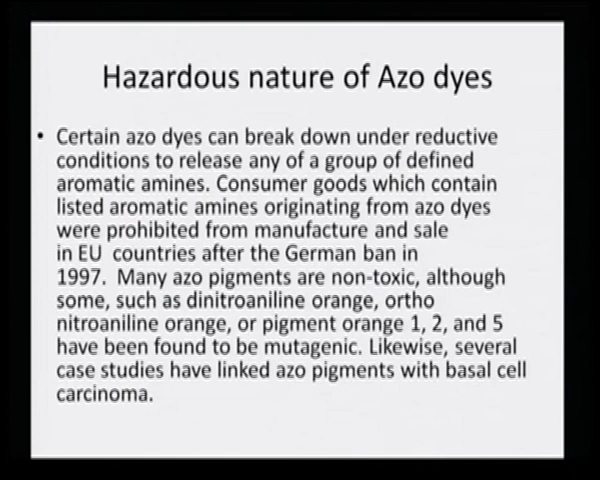 Hazardous nature of Azo dyes
• Certain azo dyes can break down under reductive
conditions to release any of a group of defined
aromatic amines. Consumer goods which contain
listed aromatic amines originating from azo dyes
were prohibited from manufacture and sale
in EU  countries after the German ban in
1997.  Many azo pigments are non-toxic, although
some, such as dinitroaniline orange, ortho
nitroaniline orange, or pigment orange 1, 2, and 5
have been found to be mutagenic. Likewise, several
case studies have linked azo pigments with basal cell
carcinoma.